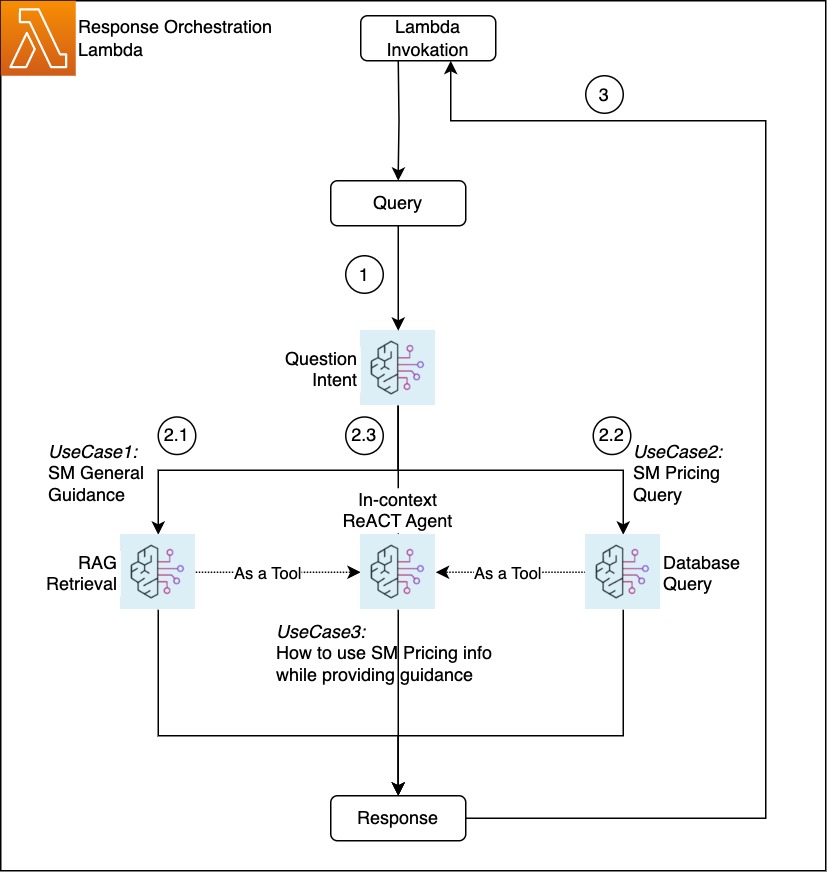 Response Orchestration
Lambda
Lambda
Invokation
3
Query
1
Question
Intent
2.1
2.3
2.2
UseCase1:
SM General
Guidance
UseCase2:
SM Pricing
Query
In-context
ReACT Agent
RAG
Retrieval
As a Tool
As a Tool
Database
Query
UseCase3:
How to use SM Pricing info
while providing guidance
Response